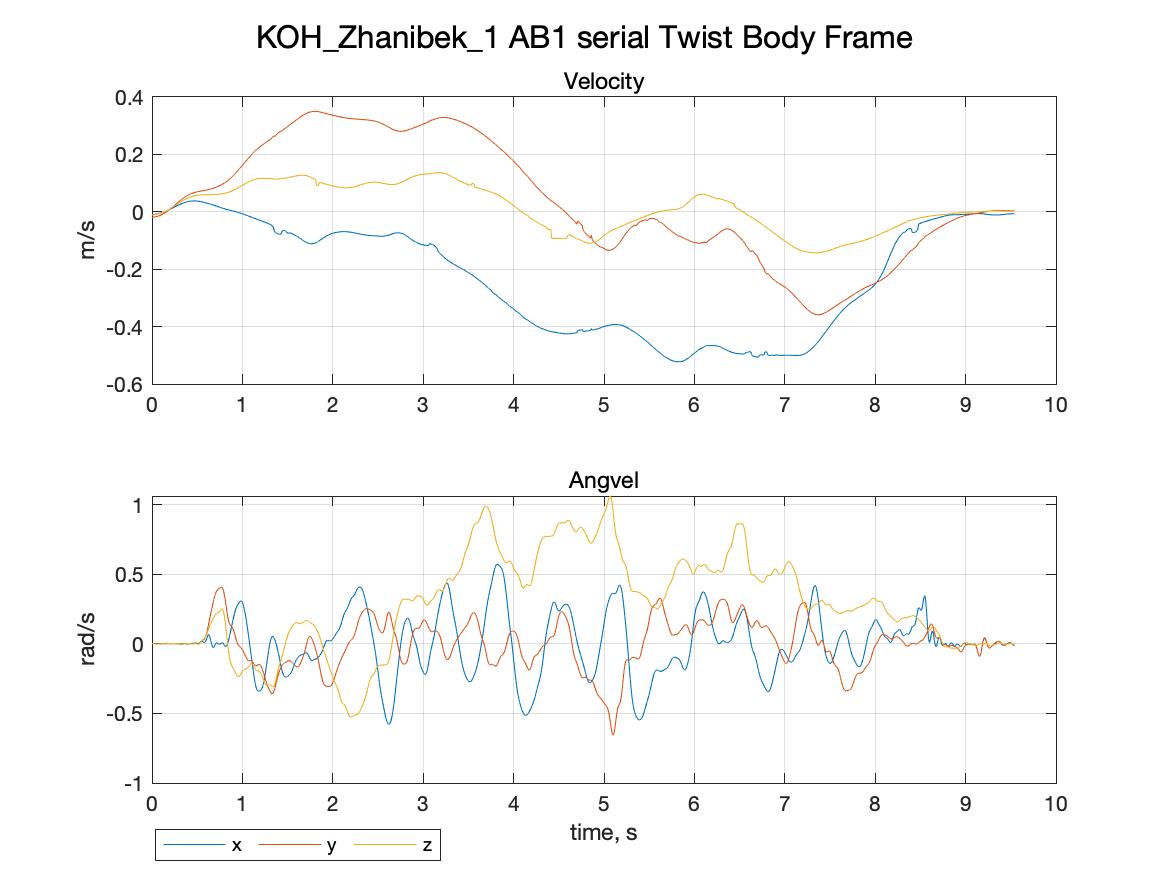 KOH_Zhanibek_1 AB1 serial Twist Body Frame
Velocity
0.4
0.2
0
-0.2
-0.4
-0.6
m/s
0 1 2 3 4 5 6 7 8 9 10
Angvel
1
0.5
0
-0.5
-1
rad/s
0 1 2 3 4 5 6 7 8 9 10
time, s
x y z